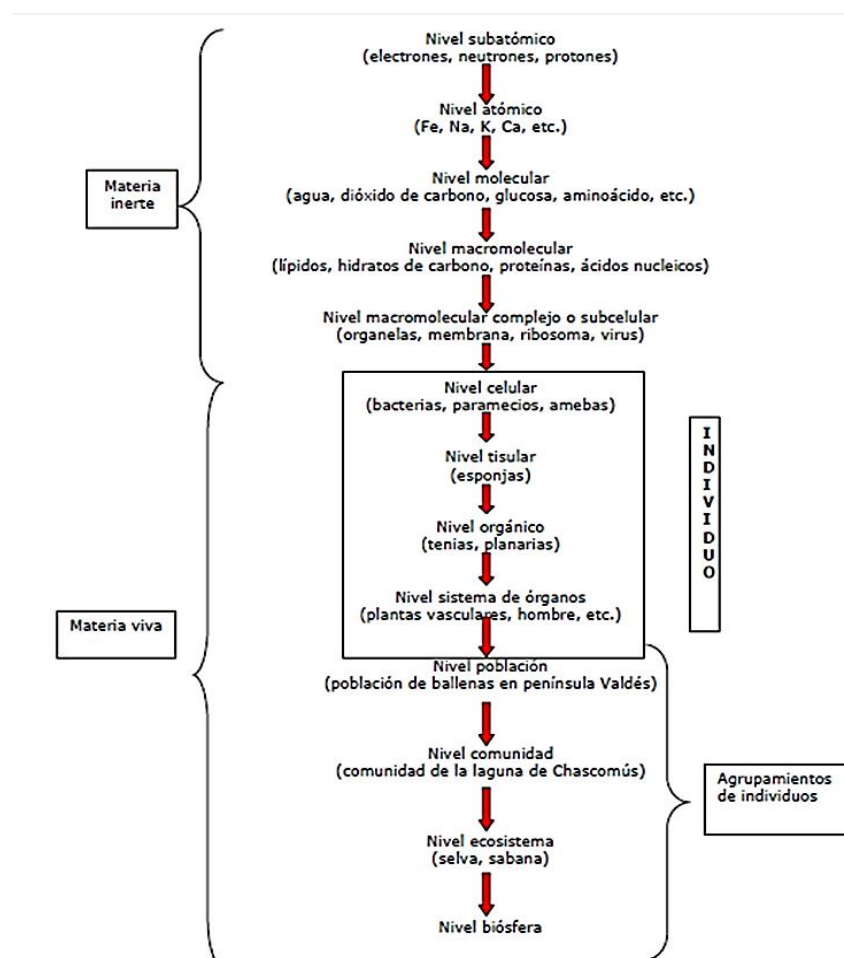 Nivel subatómico
(electrones, neutrones, protones)
Nivel atómico
(Fe, Na, K, Ca, etc.)
Materia
inerte
Nivel molecular
(agua, dióxido de carbono, glucosa, aminoácido, etc.)
Nivel macromolecular
(lípidos, hidratos de carbono, proteínas, ácidos nucleicos)
Nivel macromolecular complejo o subcelular
(organelas, membrana, ribosoma, virus)
Nivel celular
(bacterias, paramecios, amebas)
Nivel tisular
(esponjas)
Nivel orgánico
(tenias, planarias)
Nivel sistema de órganos
(plantas vasculares, hombre, etc.)
INDIVIDUO
Materia viva
Nivel población
(población de ballenas en península Valdés)
Nivel comunidad
(comunidad de la laguna de Chascomús)
Agrupamientos
de individuos
Nivel ecosistema
(selva, sabana)
Nivel biósfera